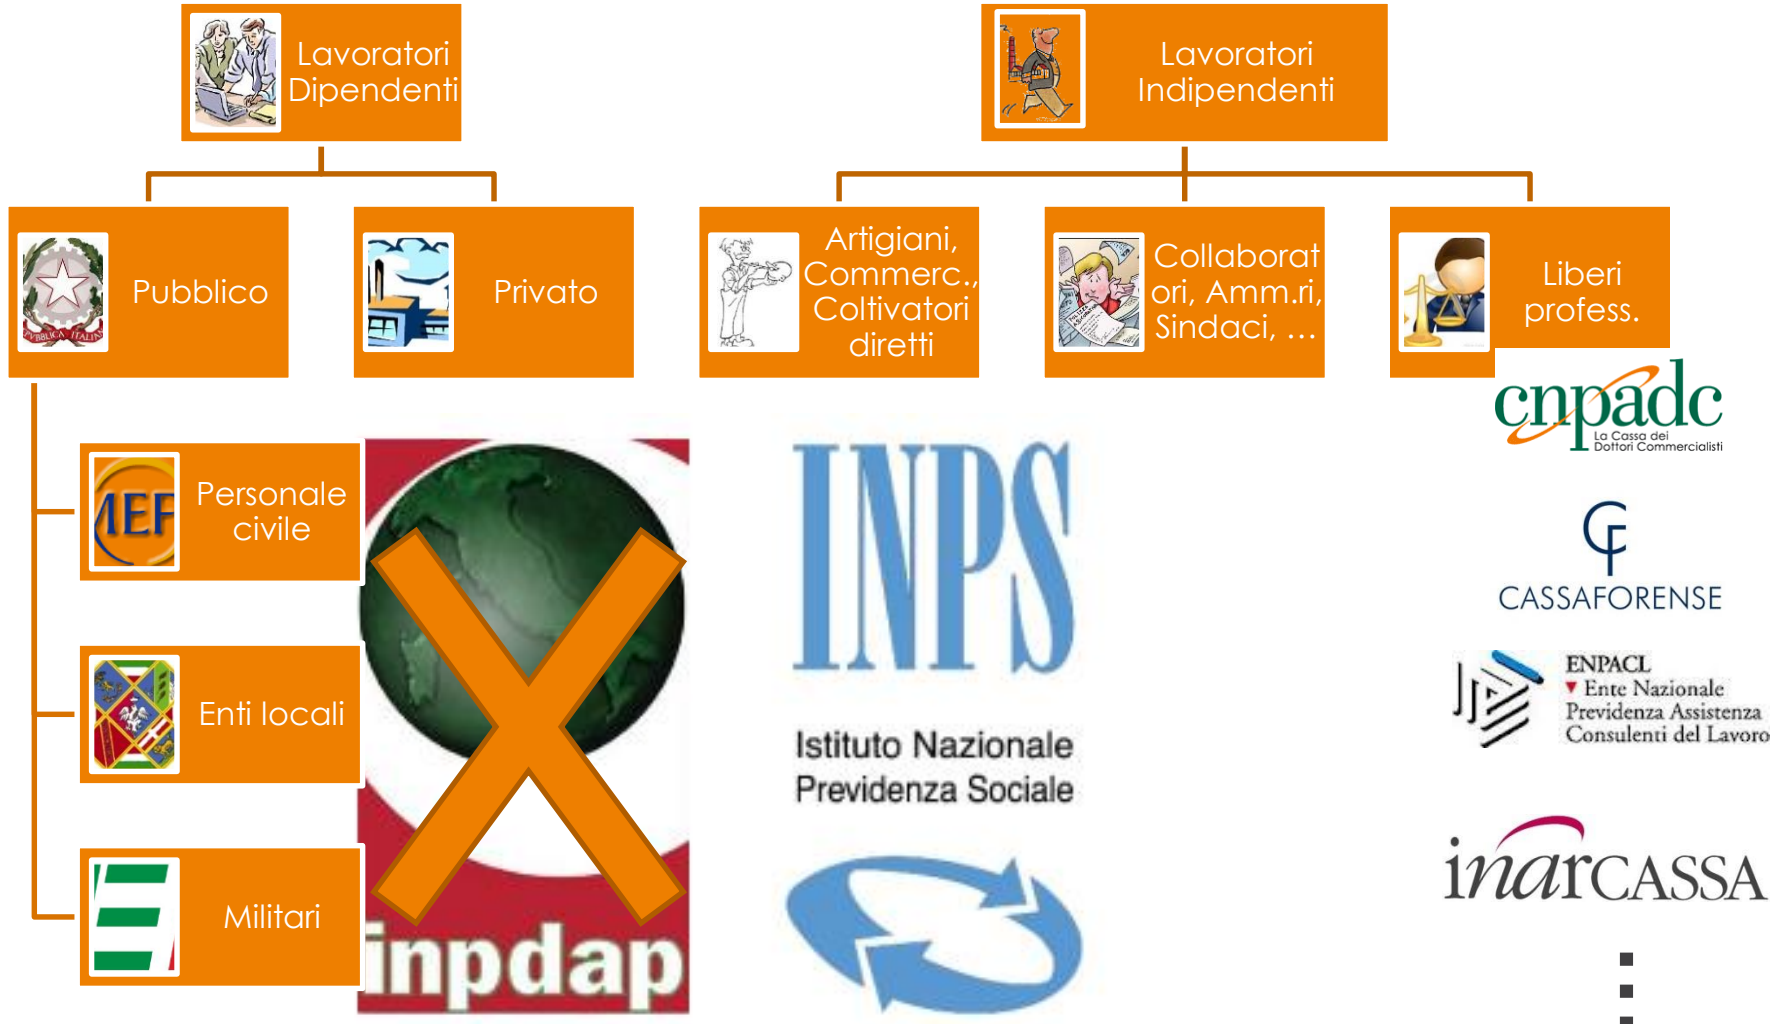 Lavoratori
Dipendenti
Lavoratori
Indipendenti
Pubblico
Privato
Artigiani,
Commerc.,
Coltivatori
diretti
Collaborat
ori, Amm.ri,
Sindaci, ...
Liberi
profess.
cnpadc
La Cassa dei
Dottori Commercialisti
MEF
Personale
civile
Enti locali
Militari
inpdap
INPS
Istituto Nazionale
Previdenza Sociale
CF
CASSAFORENSE
ENPACL
Ente Nazionale
Previdenza Assistenza
Consulenti del Lavoro
inarCASSA